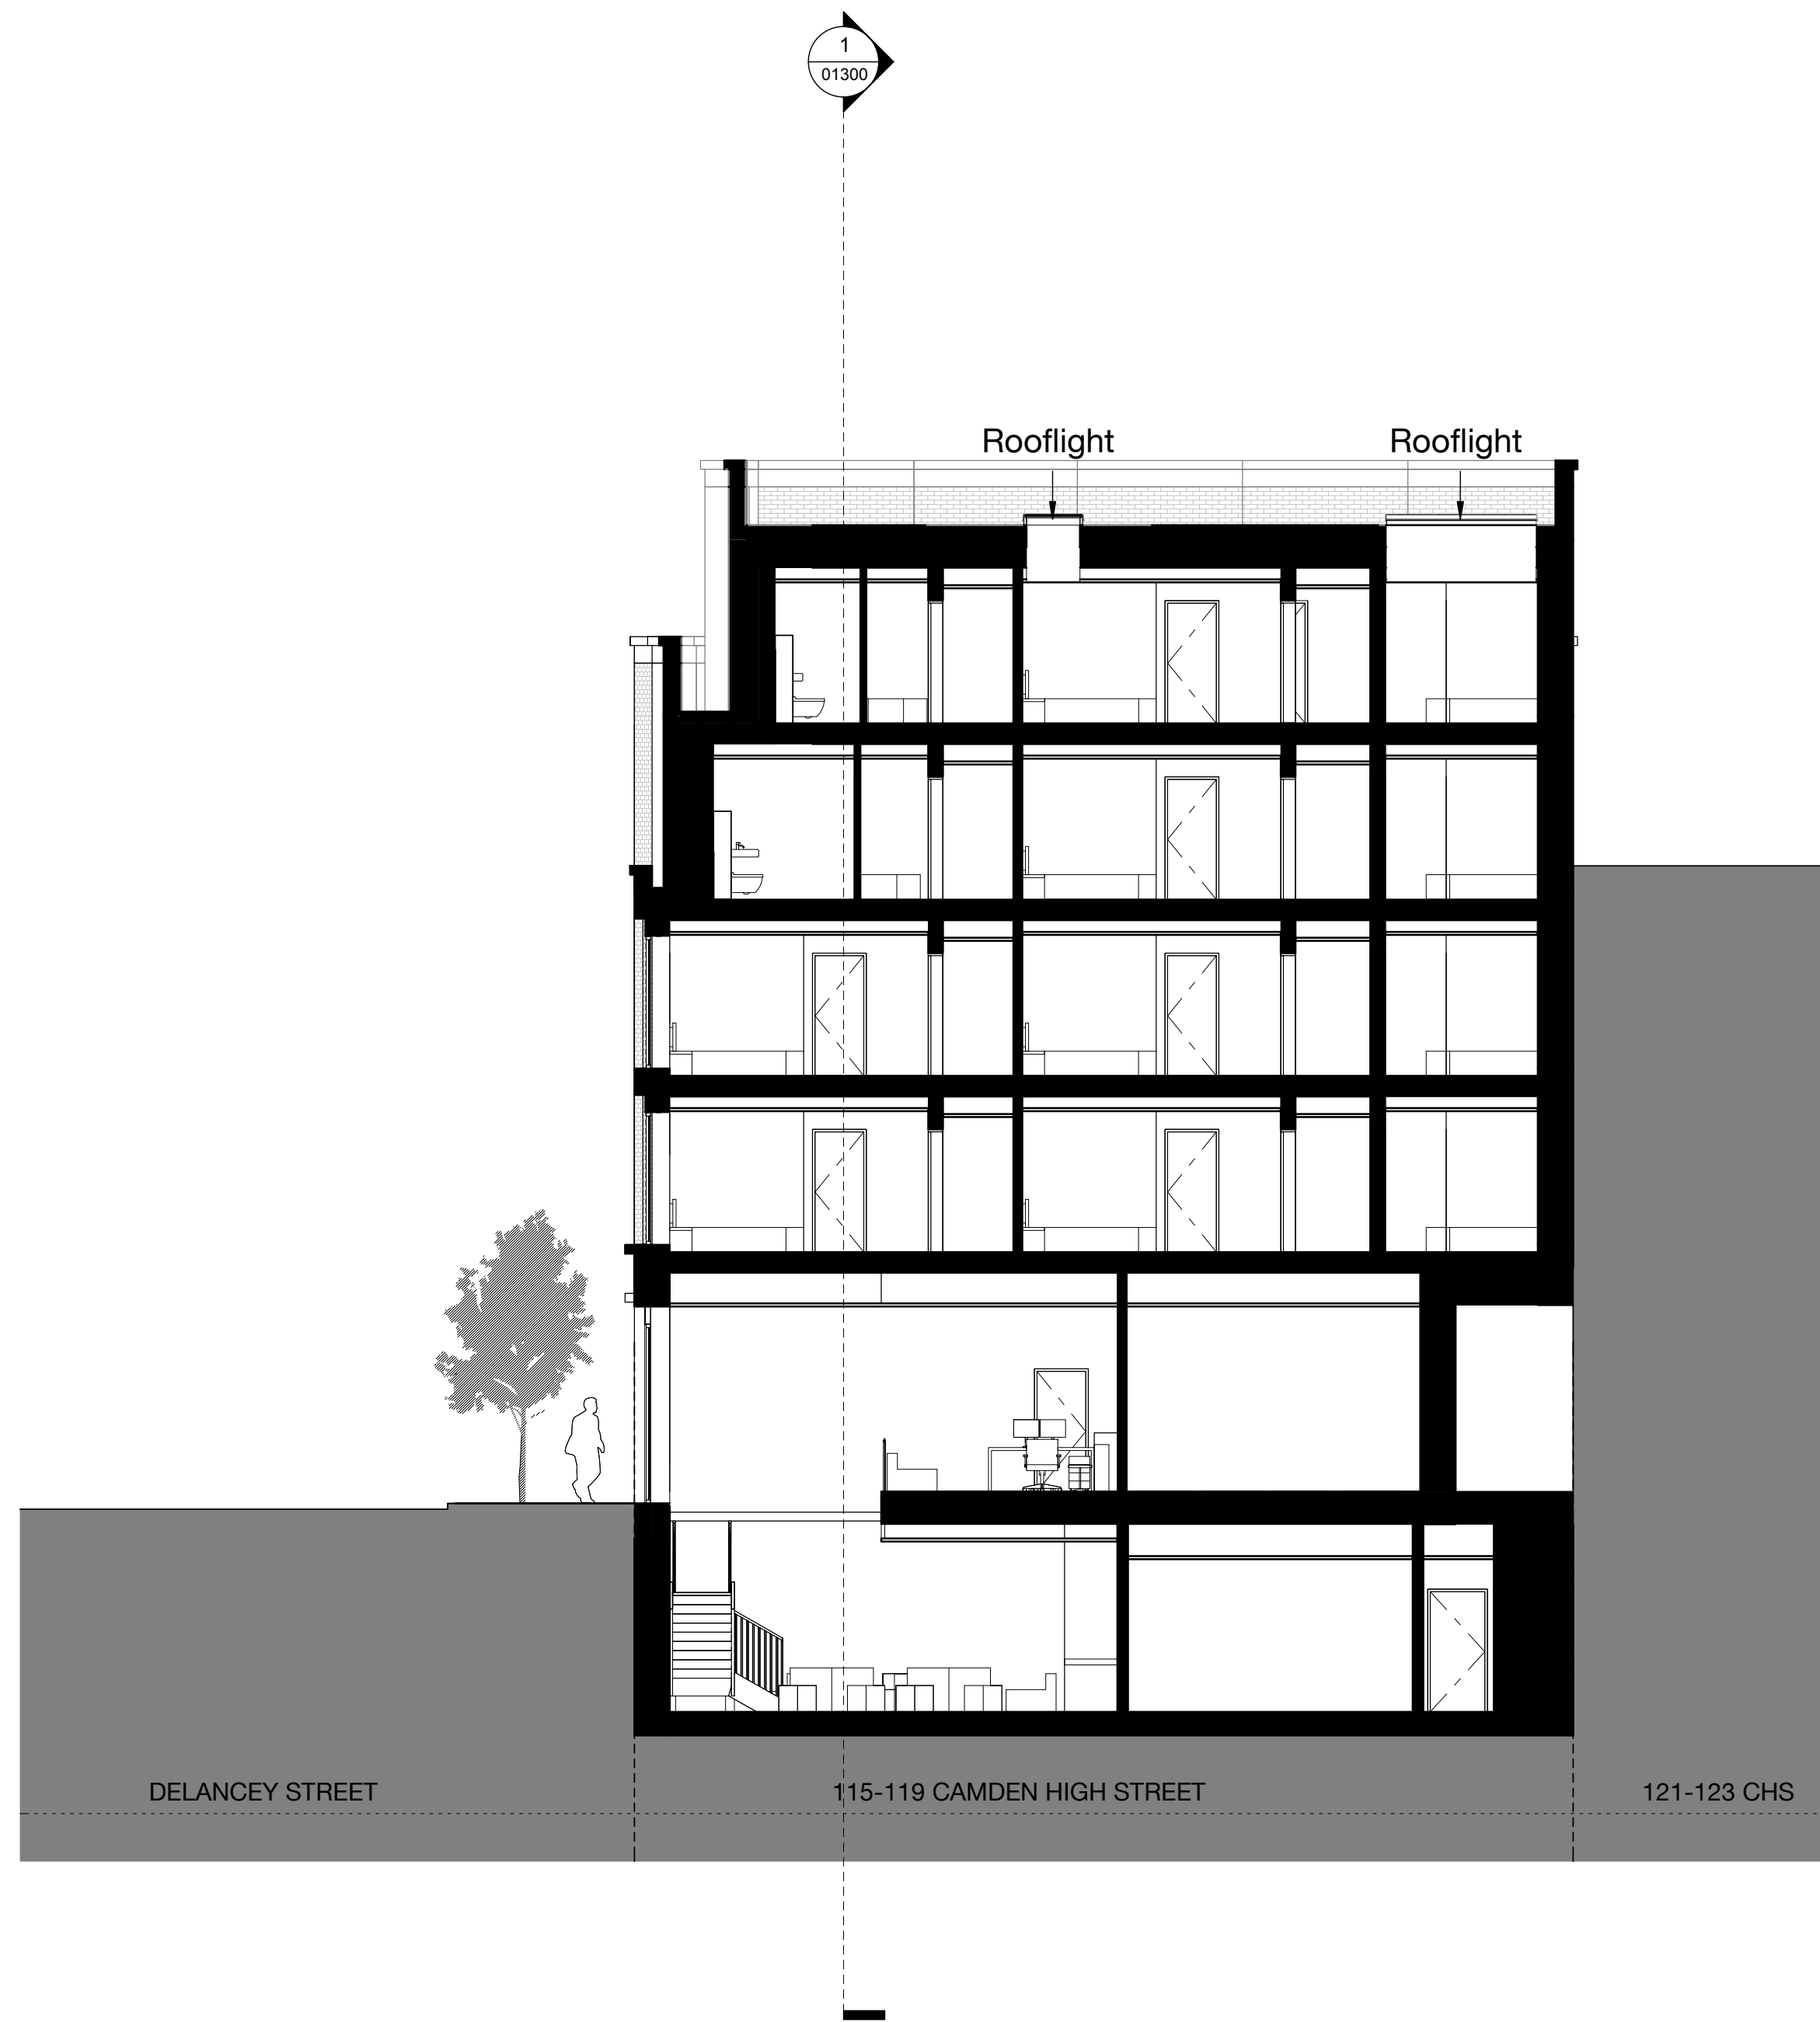 1
01300
Rooflight Rooflight
DELANCEY STREET 115-119 CAMDEN HIGH STREET 121-123 CHS